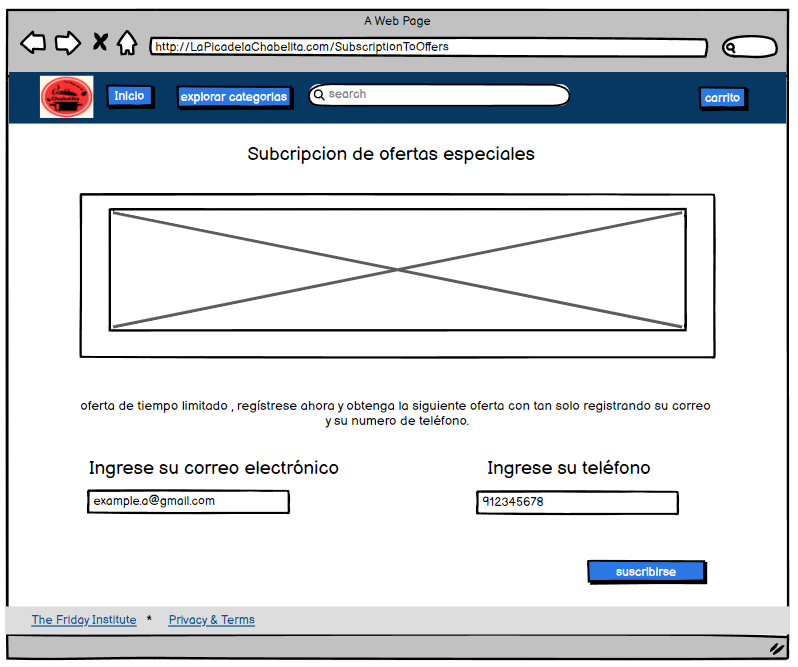 A Web Page
http://LaPicadelaChabelita.com/SubscriptionToOffers
Chabelita
Inicio
explorar categorias
search
carrito
Subcripcion de ofertas especiales
oferta de tiempo limitado , regístrese ahora y obtenga la siguiente oferta con tan solo registrando su correo
y su numero de teléfono.
Ingrese su correo electrónico
Ingrese su teléfono
example.a@gmail.com
912345678
suscribirse
The Friday Institute * Privacy & Terms